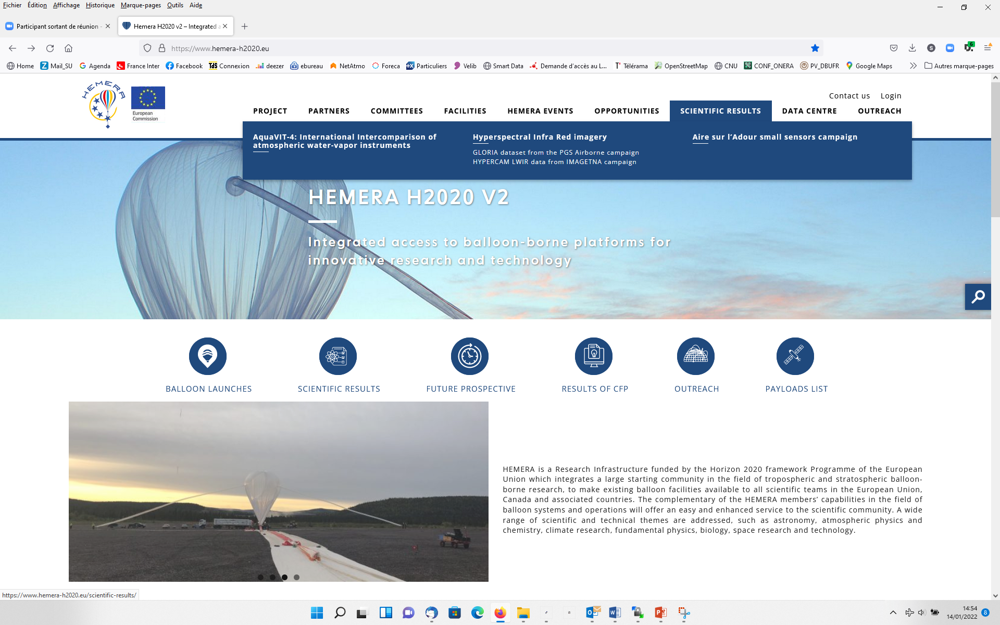 Fichier Édition Affichage Historique Marque-pages Outils Aide
Participant sortant de réunion -
Hemera H2020 v2 – Integrated a
https://www.hemera-h2020.eu
6
Home Mail_SU Agenda France Inter Facebook Connexion deezer ebureau NetAtmo Foreca Particuliers Velib Smart Data Demande d'accès au L... Télérama OpenStreetMap CNU CONF_ONERA PV_DBUFR Google Maps Autres marque-pages
HEMERA
European
Commission
Contact us Login
PROJECT PARTNERS COMMITTEES FACILITIES HEMERA EVENTS OPPORTUNITIES SCIENTIFIC RESULTS DATA CENTRE OUTREACH
AquaVIT-4: International Intercomparison of
atmospheric water-vapor instruments
Hyperspectral Infra Red imagery
GLORIA dataset from the PGS Airborne campaign
HYPERCAM LWIR data from IMAGETNA campaign
Aire sur l'Adour small sensors campaign
HEMERA H2020 V2
Integrated access to balloon-borne platforms for
innovative research and technology
BALLOON LAUNCHES SCIENTIFIC RESULTS FUTURE PROSPECTIVE RESULTS OF CFP OUTREACH PAYLOADS LIST
HEMERA is a Research Infrastructure funded by the Horizon 2020 framework Programme of the European
Union which integrates a large starting community in the field of tropospheric and stratospheric balloon-
borne research, to make existing balloon facilities available to all scientific teams in the European Union,
Canada and associated countries. The complementary of the HEMERA members' capabilities in the field of
balloon systems and operations will offer an easy and enhanced service to the scientific community. A wide
range of scientific and technical themes are addressed, such as astronomy, atmospheric physics and
chemistry, climate research, fundamental physics, biology, space research and technology.
https://www.hemera-h2020.eu/scientific-results/
14:54
14/01/2022
8